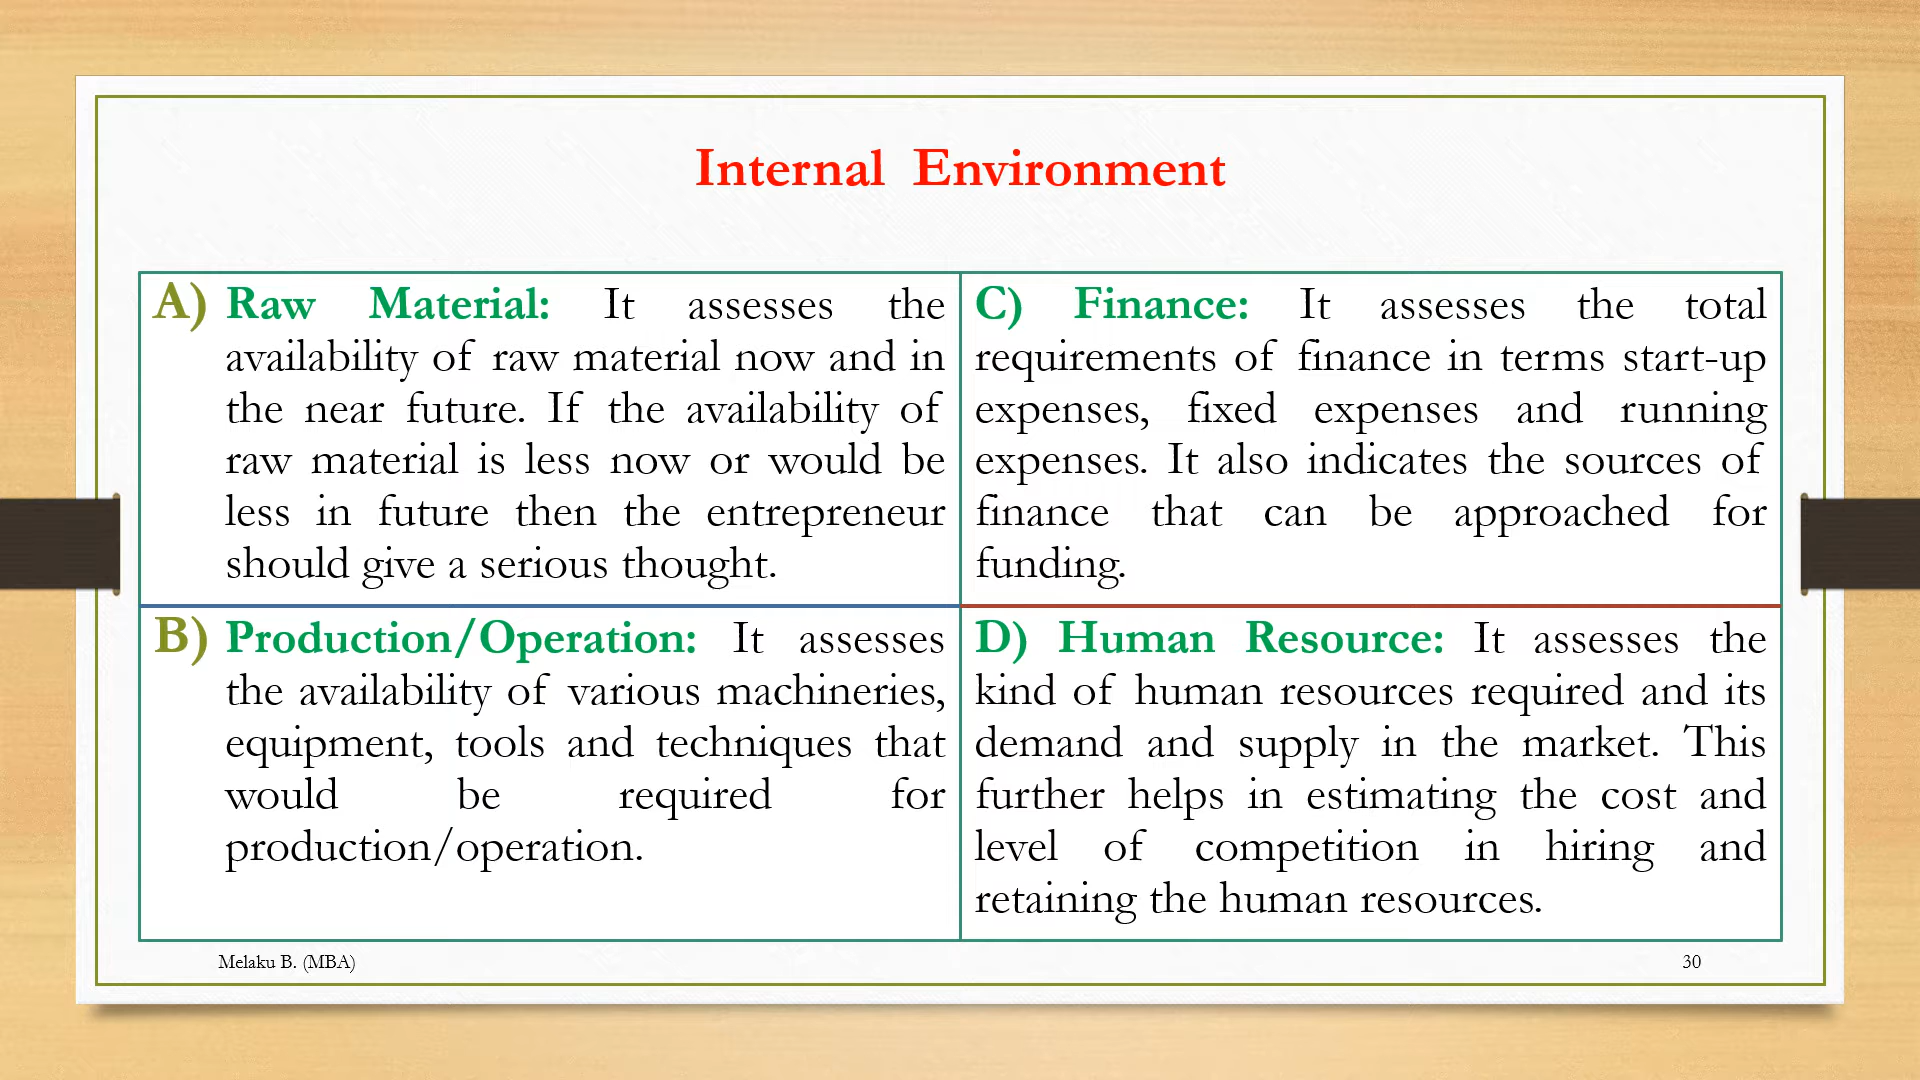 Internal Environment
A) Raw Material: It assesses the
availability of raw material now and in
the near future. If the availability of
raw material is less now or would be
less in future then the entrepreneur
should give a serious thought.
B) Production/Operation: It assesses
the availability of various machineries,
equipment, tools and techniques that
would be required for
production/operation.
C) Finance: It assesses the total
requirements of finance in terms start-up
expenses, fixed expenses and running
expenses. It also indicates the sources of
finance that can be approached for
funding.
D) Human Resource: It assesses the
kind of human resources required and its
demand and supply in the market. This
further helps in estimating the cost and
level of competition in hiring and
retaining the human resources.
Melaku B. (MBA)
30